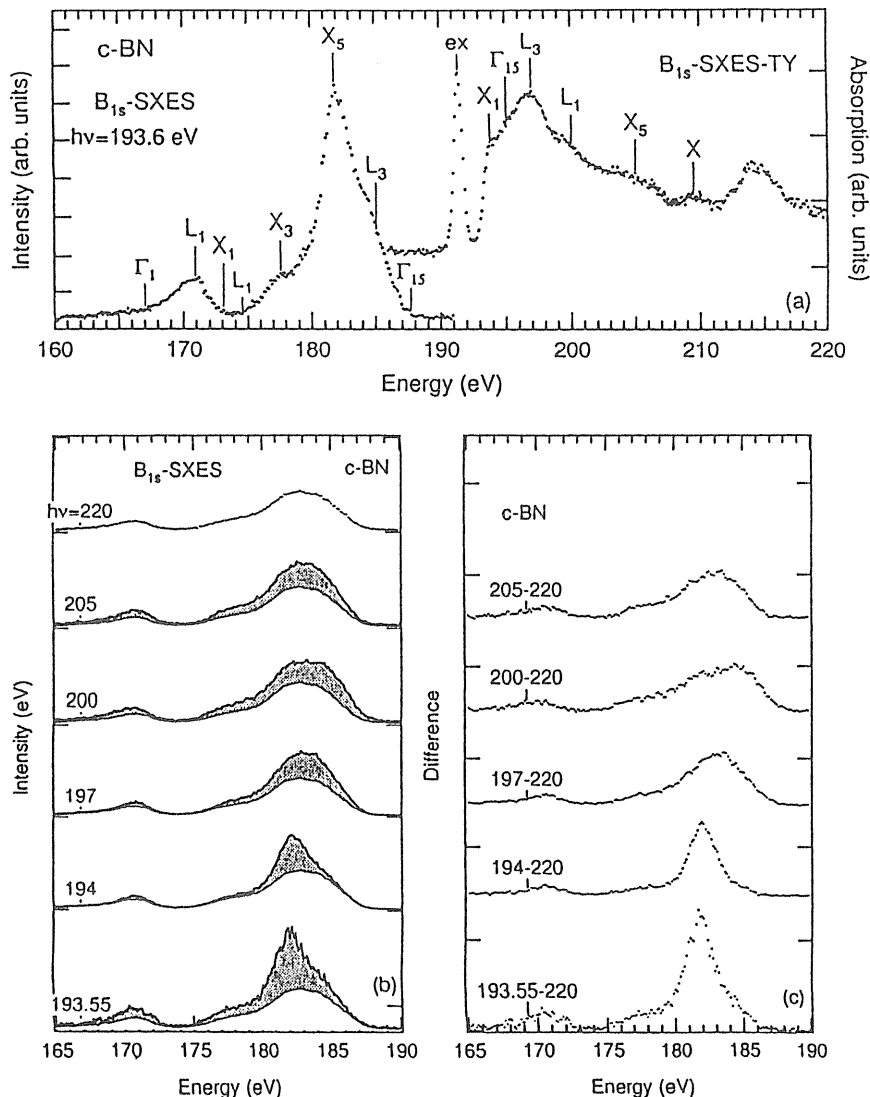 c-BN
B1s-SXES
hν=193.6 eV
Γ1
L1
X1
L1
X3
X5
L3
Γ15
ex
X1
Γ15
L3
L1
X5
X
B1s-SXES-TY
(a)
Intensity (arb. units)
Absorption (arb. units)
160 170 180 190 200 210 220
Energy (eV)
B1s-SXES c-BN
hν=220
205
200
197
194
193.55
(b)
Intensity (eV)
165 170 175 180 185 190
Energy (eV)
c-BN
205-220
200-220
197-220
194-220
193.55-220
(c)
Difference
165 170 175 180 185 190
Energy (eV)